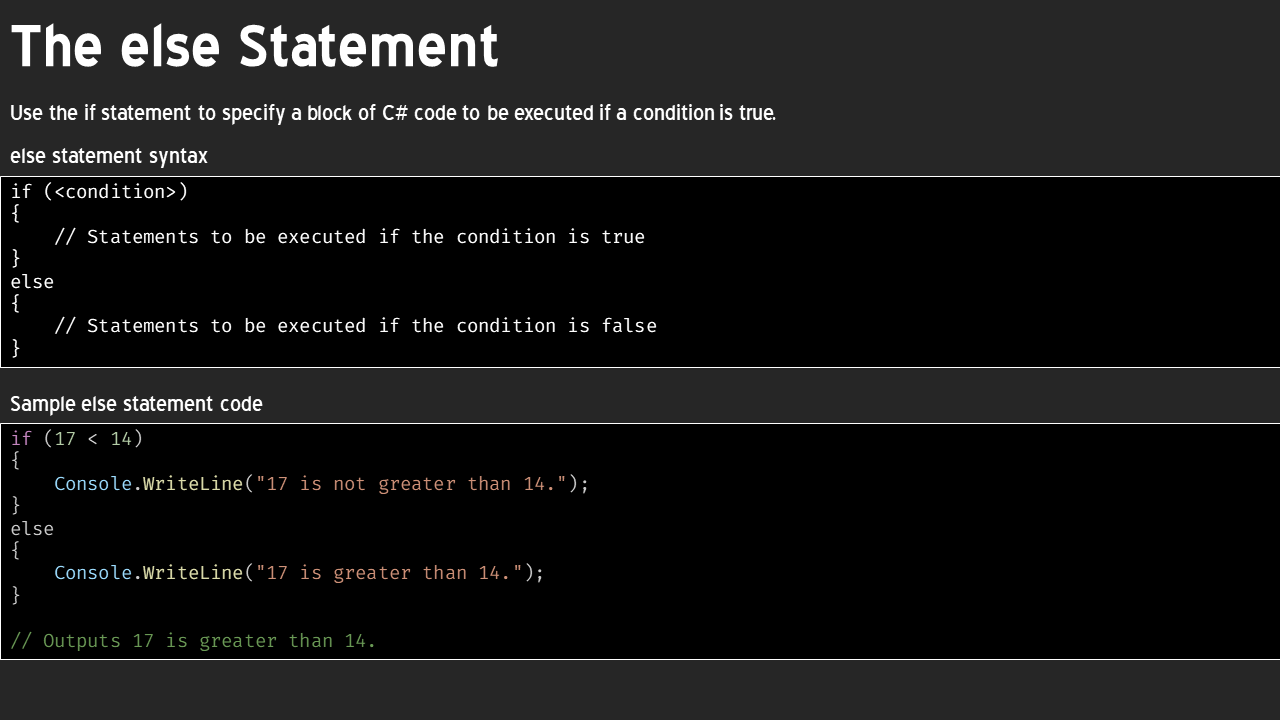 The else Statement
Use the if statement to specify a block of C# code to be executed if a condition is true.
else statement syntax
if (<condition>)
{
    // Statements to be executed if the condition is true
}
else
{
    // Statements to be executed if the condition is false
}
Sample else statement code
if (17 < 14)
{
    Console.WriteLine("17 is not greater than 14.");
}
else
{
    Console.WriteLine("17 is greater than 14.");
}
// Outputs 17 is greater than 14.